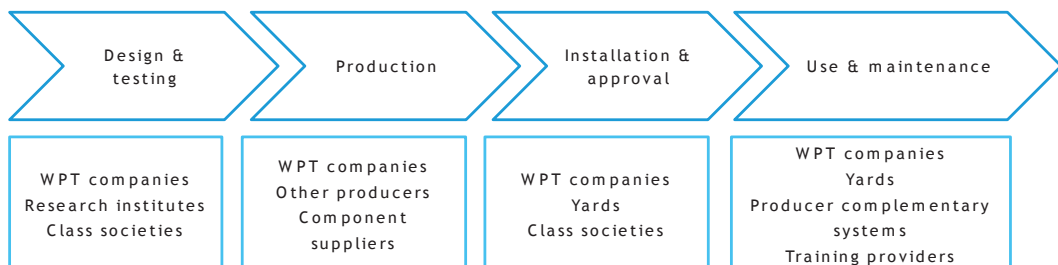 Design &
testing
Production
Installation &
approval
Use & maintenance
WPT companies
Research institutes
Class societies
WPT companies
Other producers
Component
suppliers
WPT companies
Yards
Class societies
WPT companies
Yards
Producer complementary
systems
Training providers